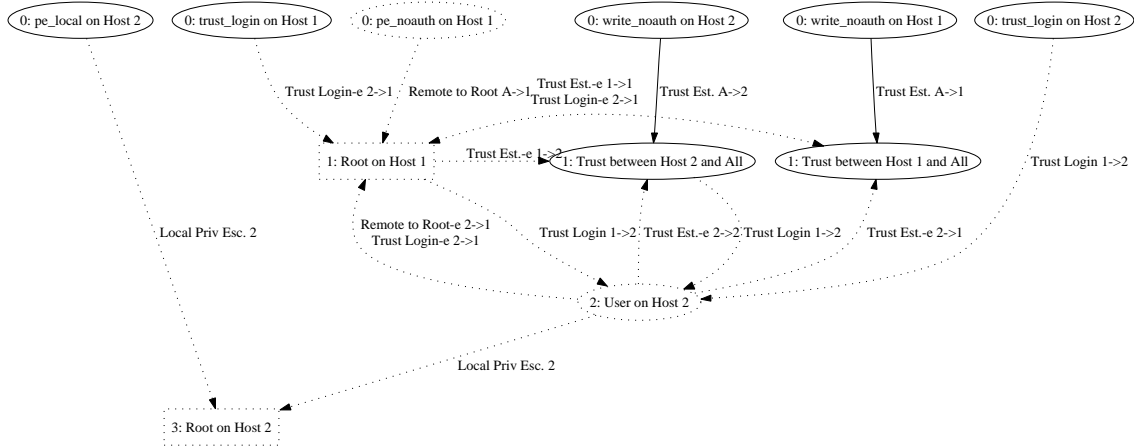 0: pe_local on Host 2
0: trust_login on Host 1
0: pe_noauth on Host 1
0: write_noauth on Host 2
0: write_noauth on Host 1
0: trust_login on Host 2
Trust Login-e 2->1
Remote to Root A->1
Trust Est.-e 1->1
Trust Login-e 2->1
Trust Est. A->2
Trust Est. A->1
1: Root on Host 1
Trust Est.-e 1->2
1: Trust between Host 2 and All
1: Trust between Host 1 and All
Trust Login 1->2
Local Priv Esc. 2
Remote to Root-e 2->1
Trust Login-e 2->1
Trust Login 1->2
Trust Est.-e 2->2
Trust Login 1->2
Trust Est.-e 2->1
2: User on Host 2
Local Priv Esc. 2
3: Root on Host 2